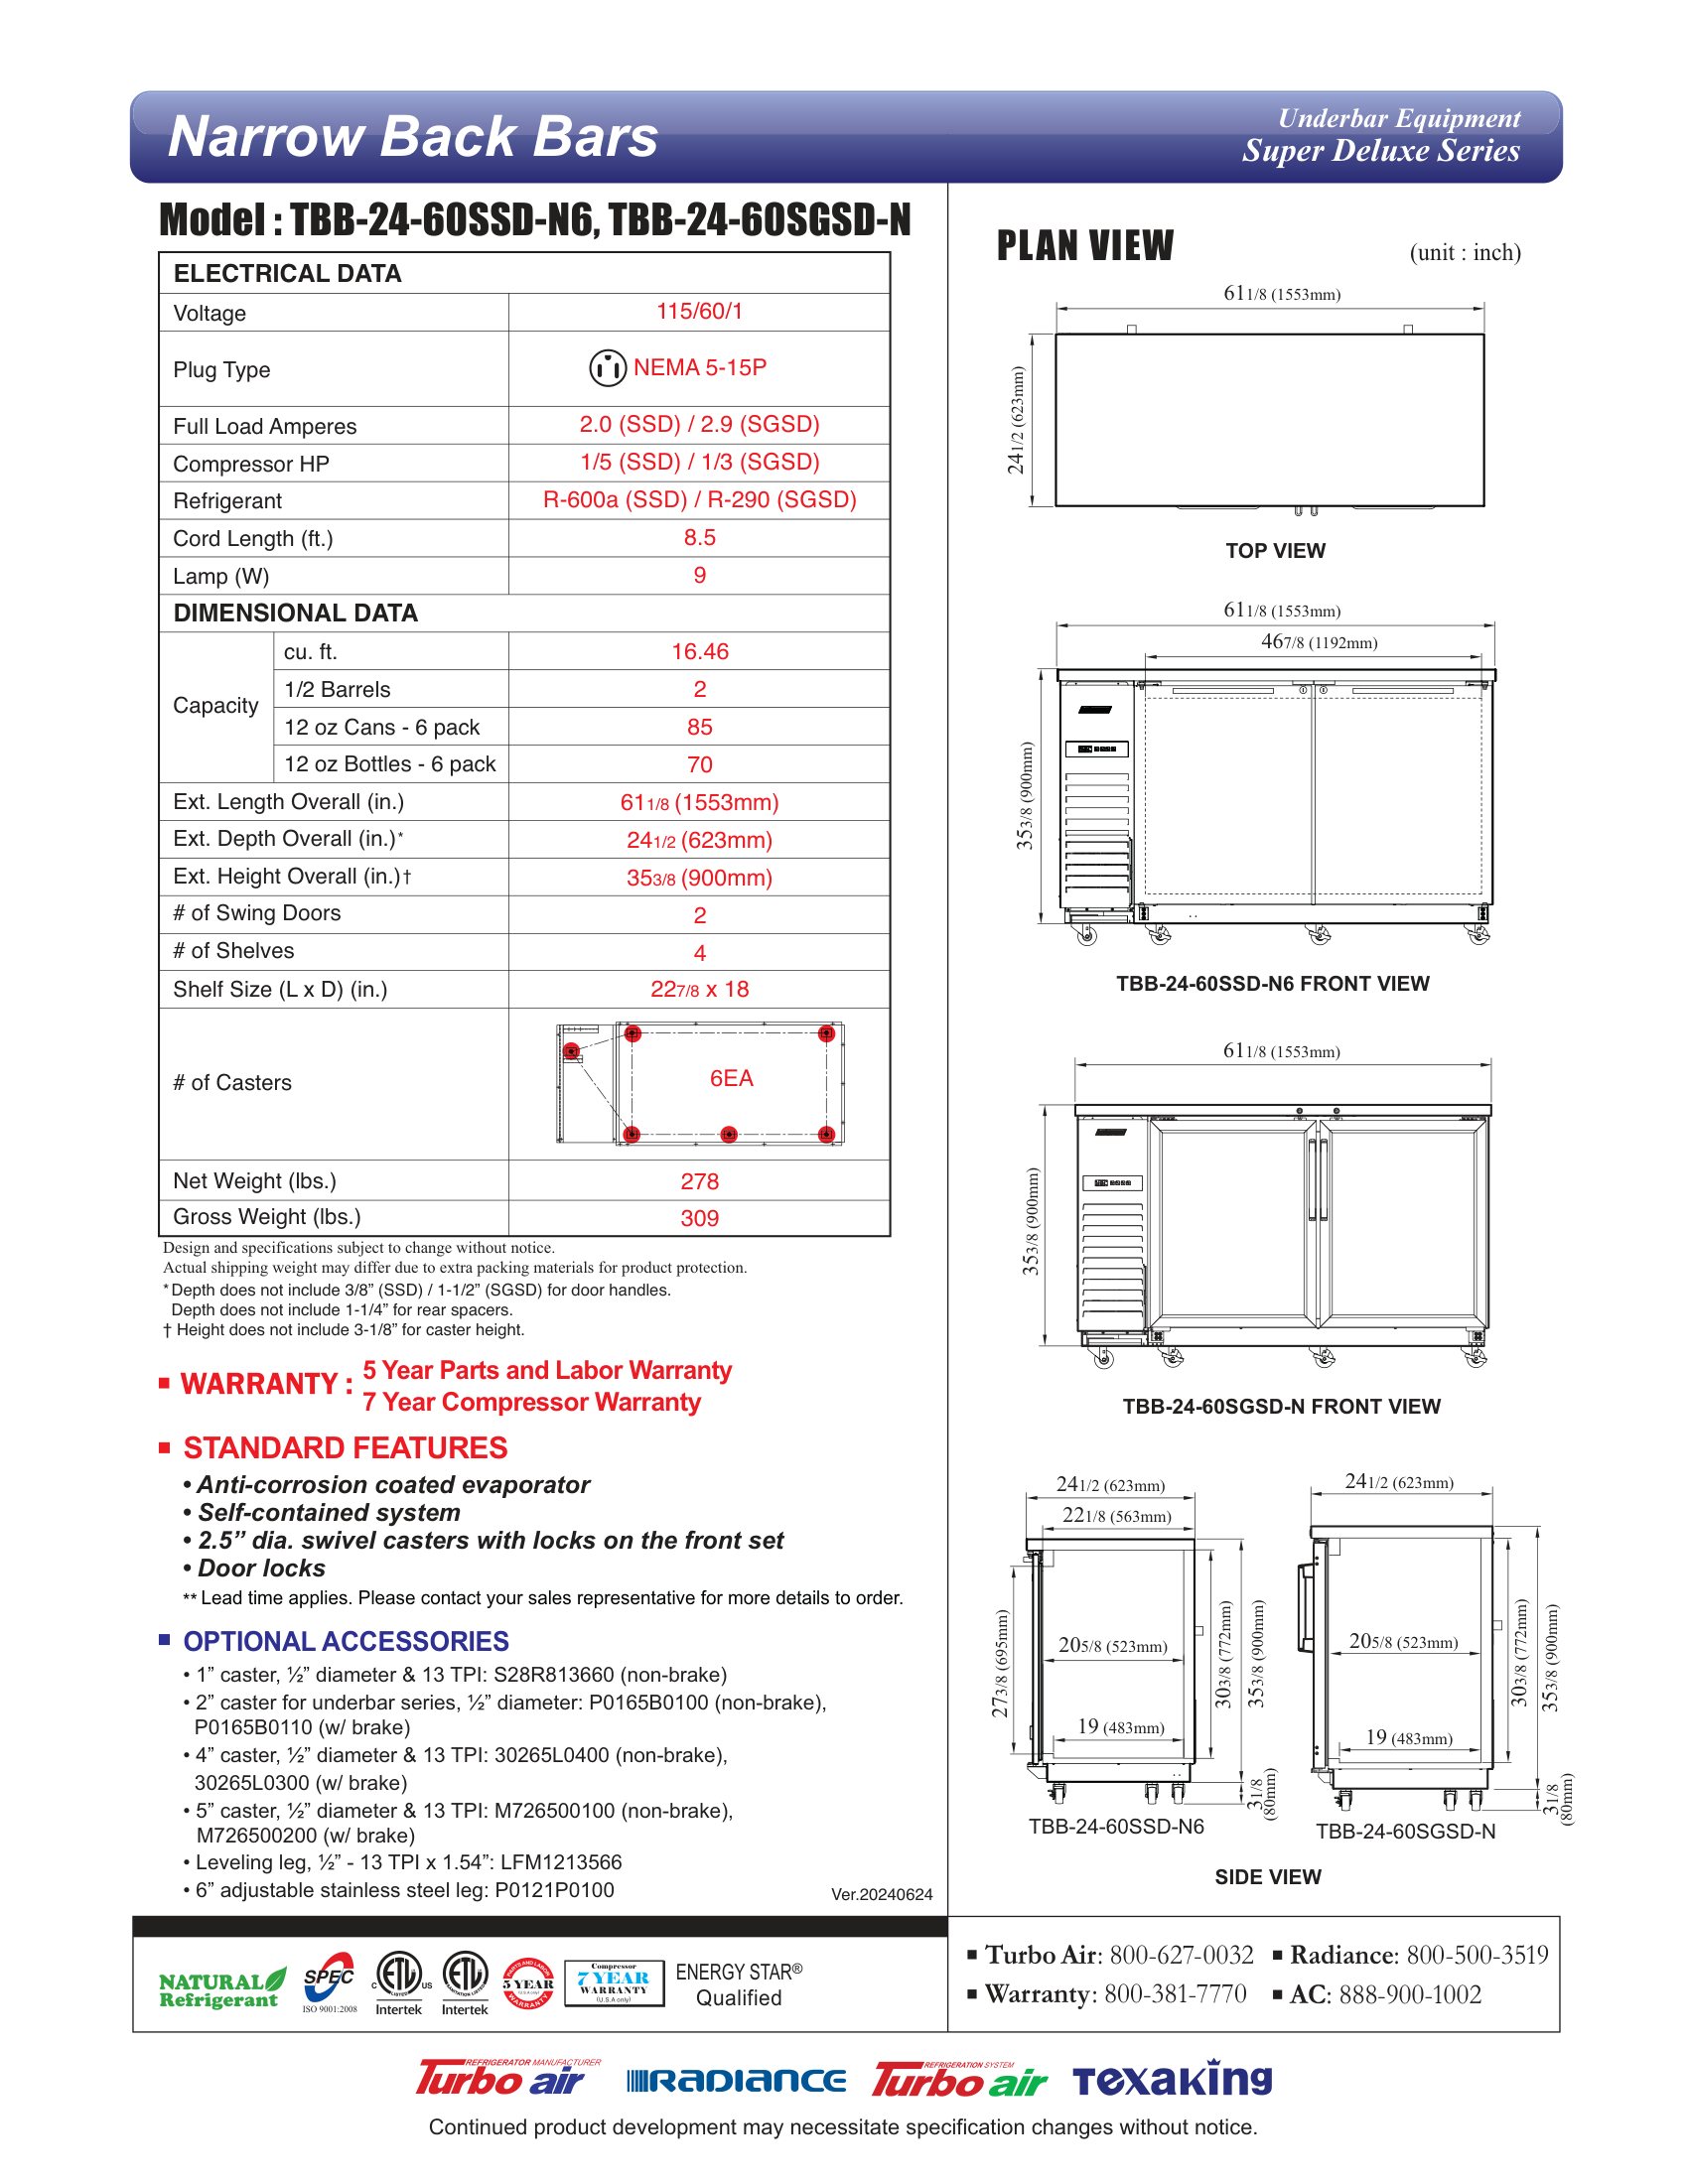 Narrow Back Bars
Underbar Equipment
Super Deluxe Series
Model : TBB-24-60SSD-N6, TBB-24-60SGSD-N
ELECTRICAL DATA
Voltage 115/60/1
Plug Type NEMA 5-15P
Full Load Amperes 2.0 (SSD) / 2.9 (SGSD)
Compressor HP 1/5 (SSD) / 1/3 (SGSD)
Refrigerant R-600a (SSD) / R-290 (SGSD)
Cord Length (ft.) 8.5
Lamp (W) 9
DIMENSIONAL DATA
Capacity
cu. ft. 16.46
1/2 Barrels 2
12 oz Cans - 6 pack 85
12 oz Bottles - 6 pack 70
Ext. Length Overall (in.) 61 1/8 (1553mm)
Ext. Depth Overall (in.)* 24 1/2 (623mm)
Ext. Height Overall (in.)† 35 3/8 (900mm)
# of Swing Doors 2
# of Shelves 4
Shelf Size (L x D) (in.) 22 7/8 x 18
# of Casters 6EA
Net Weight (lbs.) 278
Gross Weight (lbs.) 309
Design and specifications subject to change without notice.
Actual shipping weight may differ due to extra packing materials for product protection.
* Depth does not include 3/8” (SSD) / 1-1/2” (SGSD) for door handles.
Depth does not include 1-1/4” for rear spacers.
† Height does not include 3-1/8” for caster height.
WARRANTY : 5 Year Parts and Labor Warranty
7 Year Compressor Warranty
STANDARD FEATURES
• Anti-corrosion coated evaporator
• Self-contained system
• 2.5” dia. swivel casters with locks on the front set
• Door locks
** Lead time applies. Please contact your sales representative for more details to order.
OPTIONAL ACCESSORIES
• 1” caster, ½” diameter & 13 TPI: S28R813660 (non-brake)
• 2” caster for underbar series, ½” diameter: P0165B0100 (non-brake),
P0165B0110 (w/ brake)
• 4” caster, ½” diameter & 13 TPI: 30265L0400 (non-brake),
30265L0300 (w/ brake)
• 5” caster, ½” diameter & 13 TPI: M726500100 (non-brake),
M726500200 (w/ brake)
• Leveling leg, ½” - 13 TPI x 1.54”: LFM1213566
• 6” adjustable stainless steel leg: P0121P0100
Ver.20240624
PLAN VIEW (unit : inch)
61 1/8 (1553mm)
24 1/2 (623mm)
TOP VIEW
61 1/8 (1553mm)
46 7/8 (1192mm)
35 3/8 (900mm)
TBB-24-60SSD-N6 FRONT VIEW
61 1/8 (1553mm)
35 3/8 (900mm)
TBB-24-60SGSD-N FRONT VIEW
24 1/2 (623mm)
22 1/8 (563mm)
27 3/8 (695mm)
20 5/8 (523mm)
19 (483mm)
30 3/8 (772mm)
35 3/8 (900mm)
3 1/8 (80mm)
TBB-24-60SSD-N6
24 1/2 (623mm)
20 5/8 (523mm)
19 (483mm)
30 3/8 (772mm)
35 3/8 (900mm)
3 1/8 (80mm)
TBB-24-60SGSD-N
SIDE VIEW
NATURAL
Refrigerant
SPEC
ISO 9001:2008
C ETL US
LISTED
Intertek
ETL
Intertek
PARTS AND LABOR
5 YEAR
WARRANTY
Compressor
7 YEAR
WARRANTY
(U.S.A only)
ENERGY STAR®
Qualified
Turbo Air: 800-627-0032
Radiance: 800-500-3519
Warranty: 800-381-7770
AC: 888-900-1002
REFRIGERATOR MANUFACTURER
Turbo air
RADIANCE
REFRIGERATION SYSTEM
Turbo air
TEXAKING
Continued product development may necessitate specification changes without notice.